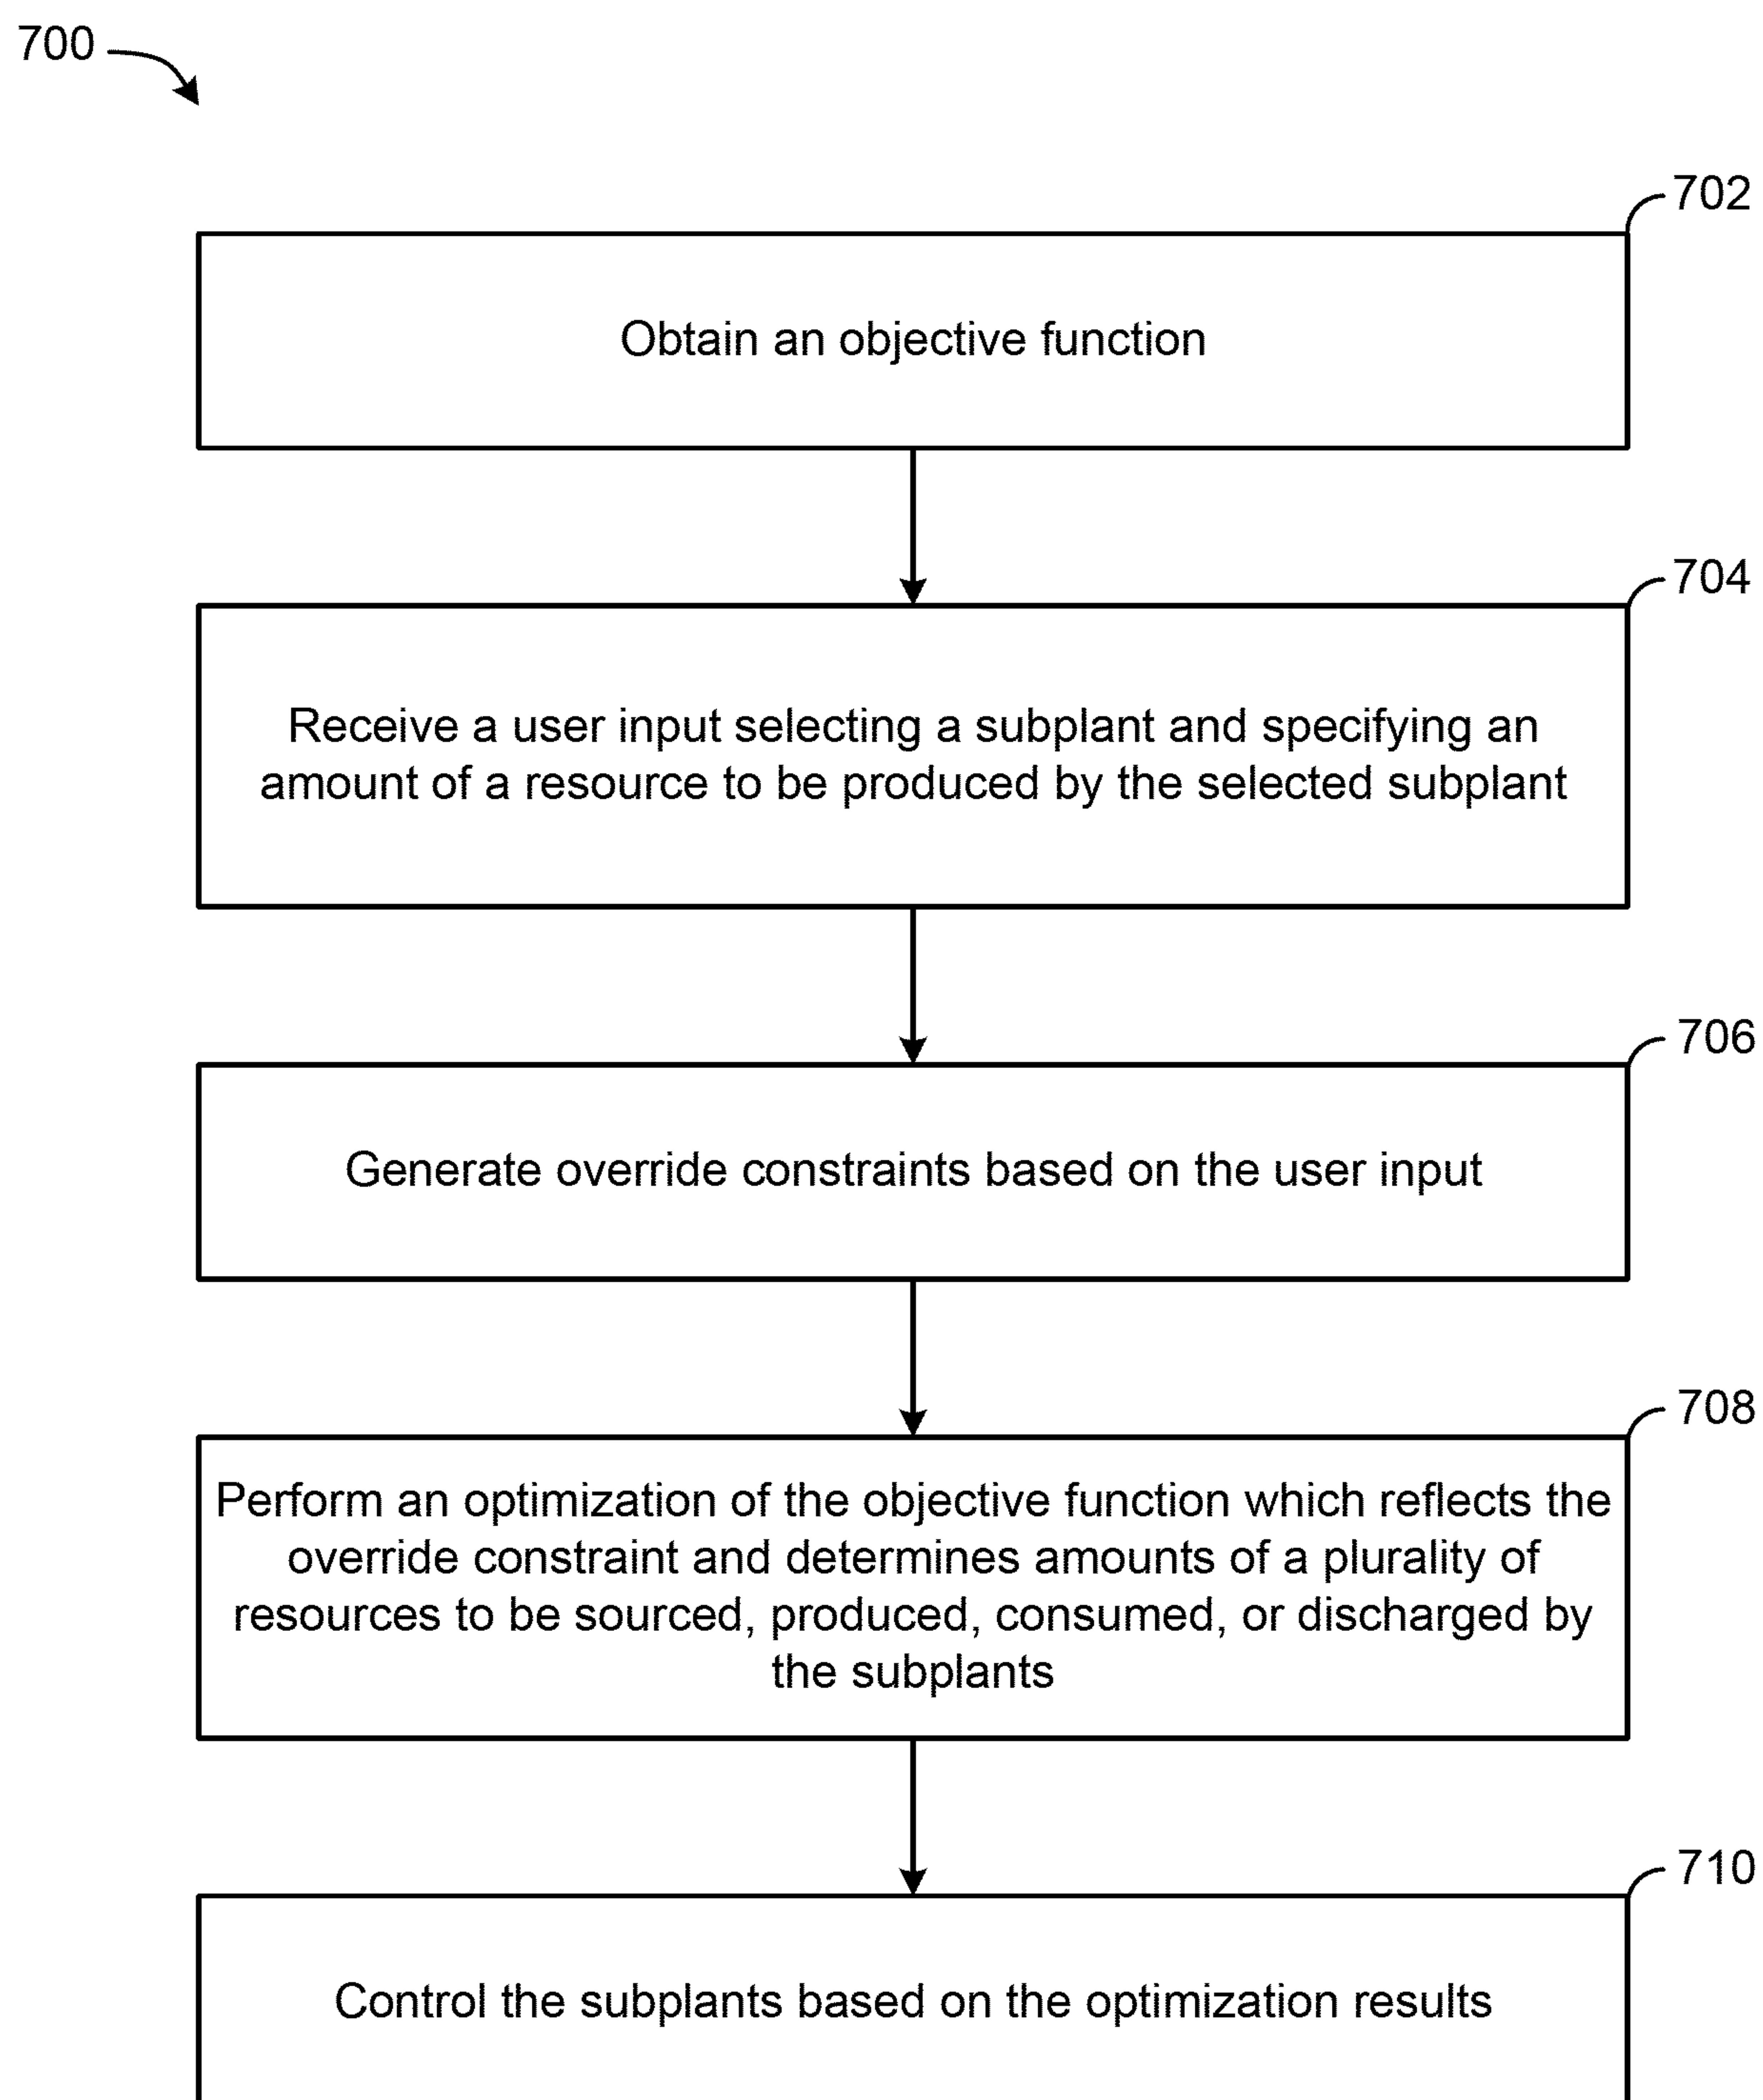 700
702
Obtain an objective function
704
Receive a user input selecting a subplant and specifying an
amount of a resource to be produced by the selected subplant
706
Generate override constraints based on the user input
708
Perform an optimization of the objective function which reflects the
override constraint and determines amounts of a plurality of
resources to be sourced, produced, consumed, or discharged by
the subplants
710
Control the subplants based on the optimization results